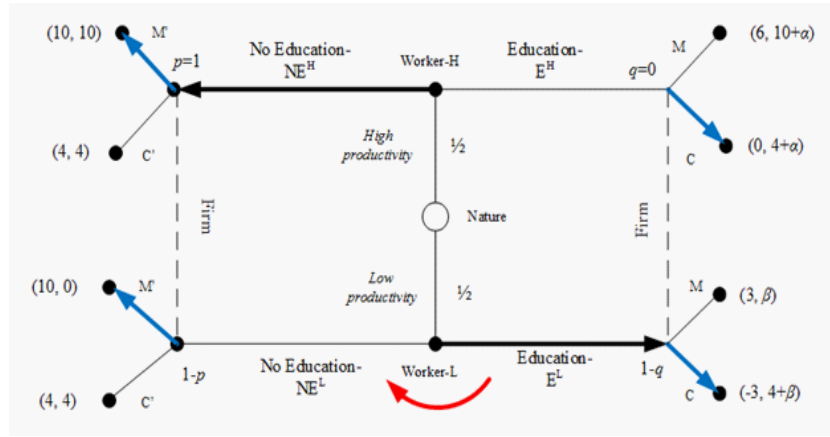 (10, 10)
M'
p=1
No Education-
NE^H
Worker-H
Education-
E^H
q=0
M
(6, 10+α)
(4, 4)
C'
High
productivity
½
C
(0, 4+α)
Firm
Nature
Firm
(10, 0)
M'
Low
productivity
½
M
(3, β)
1-p
No Education-
NE^L
Worker-L
Education-
E^L
1-q
(4, 4)
C'
C
(-3, 4+β)